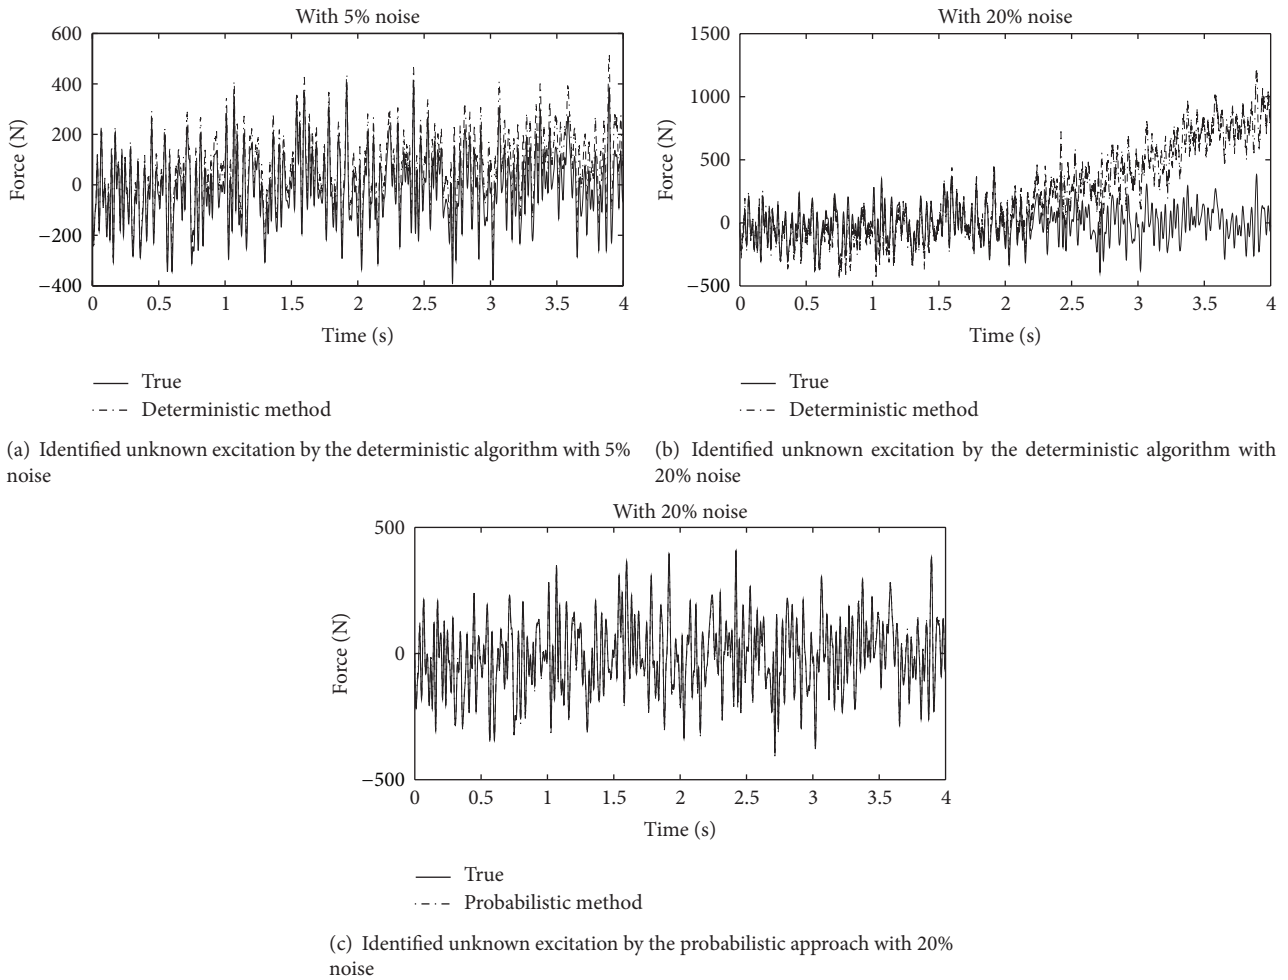 With 5% noise
600
400
200
0
−200
−400
Force (N)
0 0.5 1 1.5 2 2.5 3 3.5 4
Time (s)
True
Deterministic method
(a) Identified unknown excitation by the deterministic algorithm with 5%
noise
With 20% noise
1500
1000
500
0
−500
Force (N)
0 0.5 1 1.5 2 2.5 3 3.5 4
Time (s)
True
Deterministic method
(b) Identified unknown excitation by the deterministic algorithm with
20% noise
With 20% noise
500
0
−500
Force (N)
0 0.5 1 1.5 2 2.5 3 3.5 4
Time (s)
True
Probabilistic method
(c) Identified unknown excitation by the probabilistic approach with 20%
noise